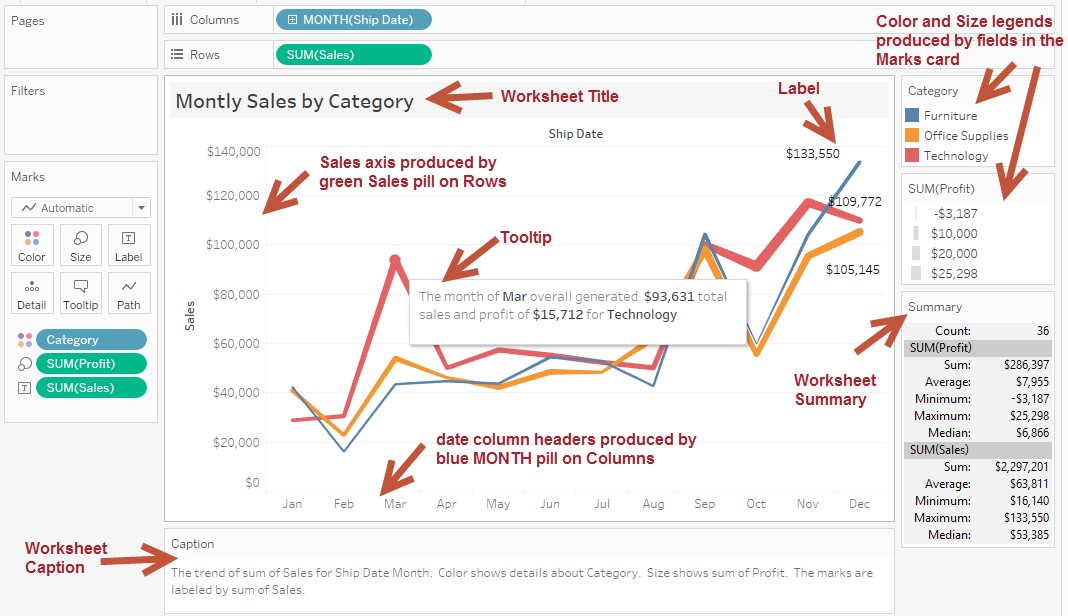 Pages
Columns
MONTH(Ship Date)
Rows
SUM(Sales)
Color and Size legends
produced by fields in the
Marks card
Filters
Marks
Automatic
Color
Size
Label
Detail
Tooltip
Path
Category
SUM(Profit)
SUM(Sales)
Montly Sales by Category
Worksheet Title
Label
Ship Date
Sales axis produced by
green Sales pill on Rows
Tooltip
$140,000
$120,000
$100,000
$80,000
$60,000
$40,000
$20,000
$0
Sales
$133,550
$109,772
$105,145
The month of Mar overall generated $93,631 total
sales and profit of $15,712 for Technology
date column headers produced by
blue MONTH pill on Columns
Jan
Feb
Mar
Apr
May
Jun
Jul
Aug
Sep
Oct
Nov
Dec
Category
Furniture
Office Supplies
Technology
SUM(Profit)
-$3,187
$10,000
$20,000
$25,298
Worksheet
Summary
Summary
Count: 36
SUM(Profit)
Sum: $286,397
Average: $7,955
Minimum: -$3,187
Maximum: $25,298
Median: $6,866
SUM(Sales)
Sum: $2,297,201
Average: $63,811
Minimum: $16,140
Maximum: $133,550
Median: $53,385
Worksheet
Caption
Caption
The trend of sum of Sales for Ship Date Month. Color shows details about Category. Size shows sum of Profit. The marks are
labeled by sum of Sales.